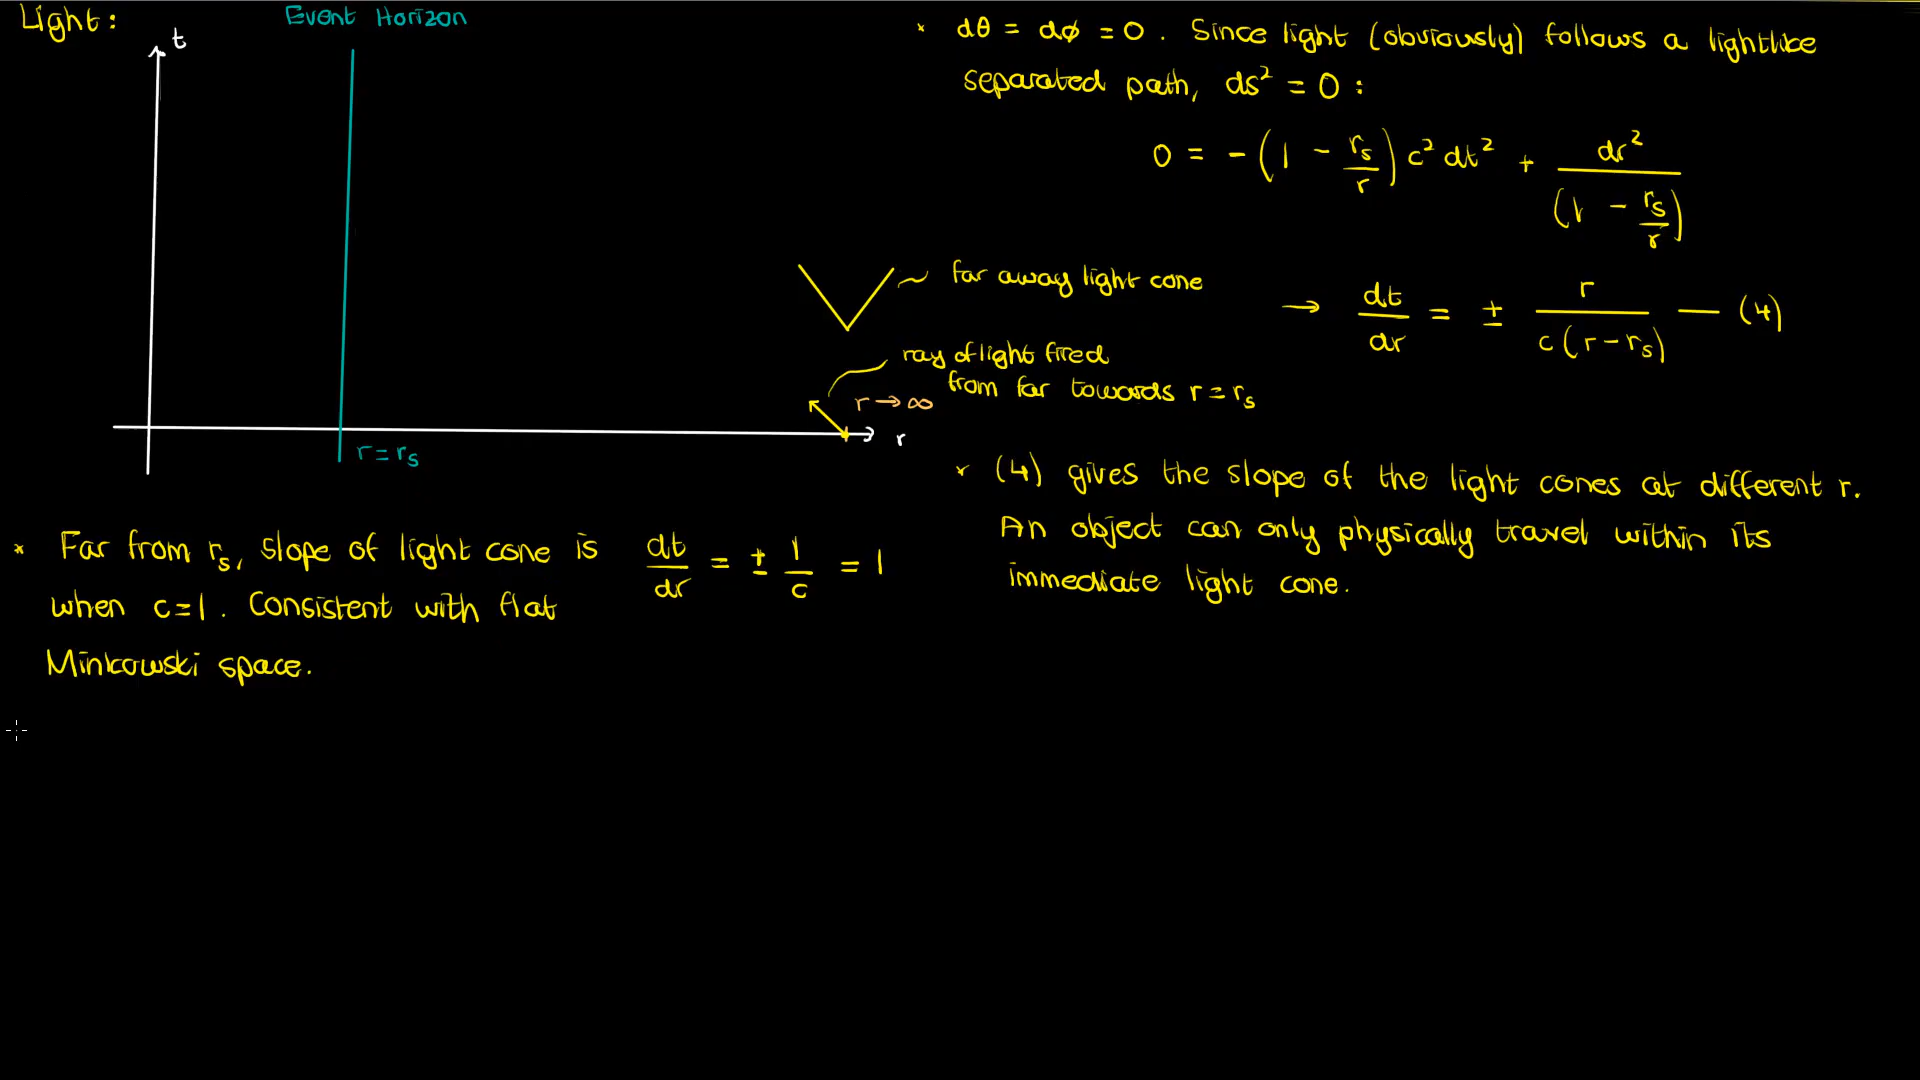 Light:
t
Event Horizon
* dθ = dϕ = 0. Since light (obviously) follows a lightlike
separated path, ds² = 0 :
0 = - (1 - rₛ/r) c² dt² + dr²/(1 - rₛ/r)
far away light cone
→ dt/dr = ± r/c(r-rₛ) — (4)
ray of light fired
from far towards r = rₛ
r → ∞
r
r = rₛ
* (4) gives the slope of the light cones at different r.
An object can only physically travel within its
immediate light cone.
* Far from rₛ, slope of light cone is dt/dr = ± 1/c = 1
when c=1. Consistent with flat
Minkowski space.